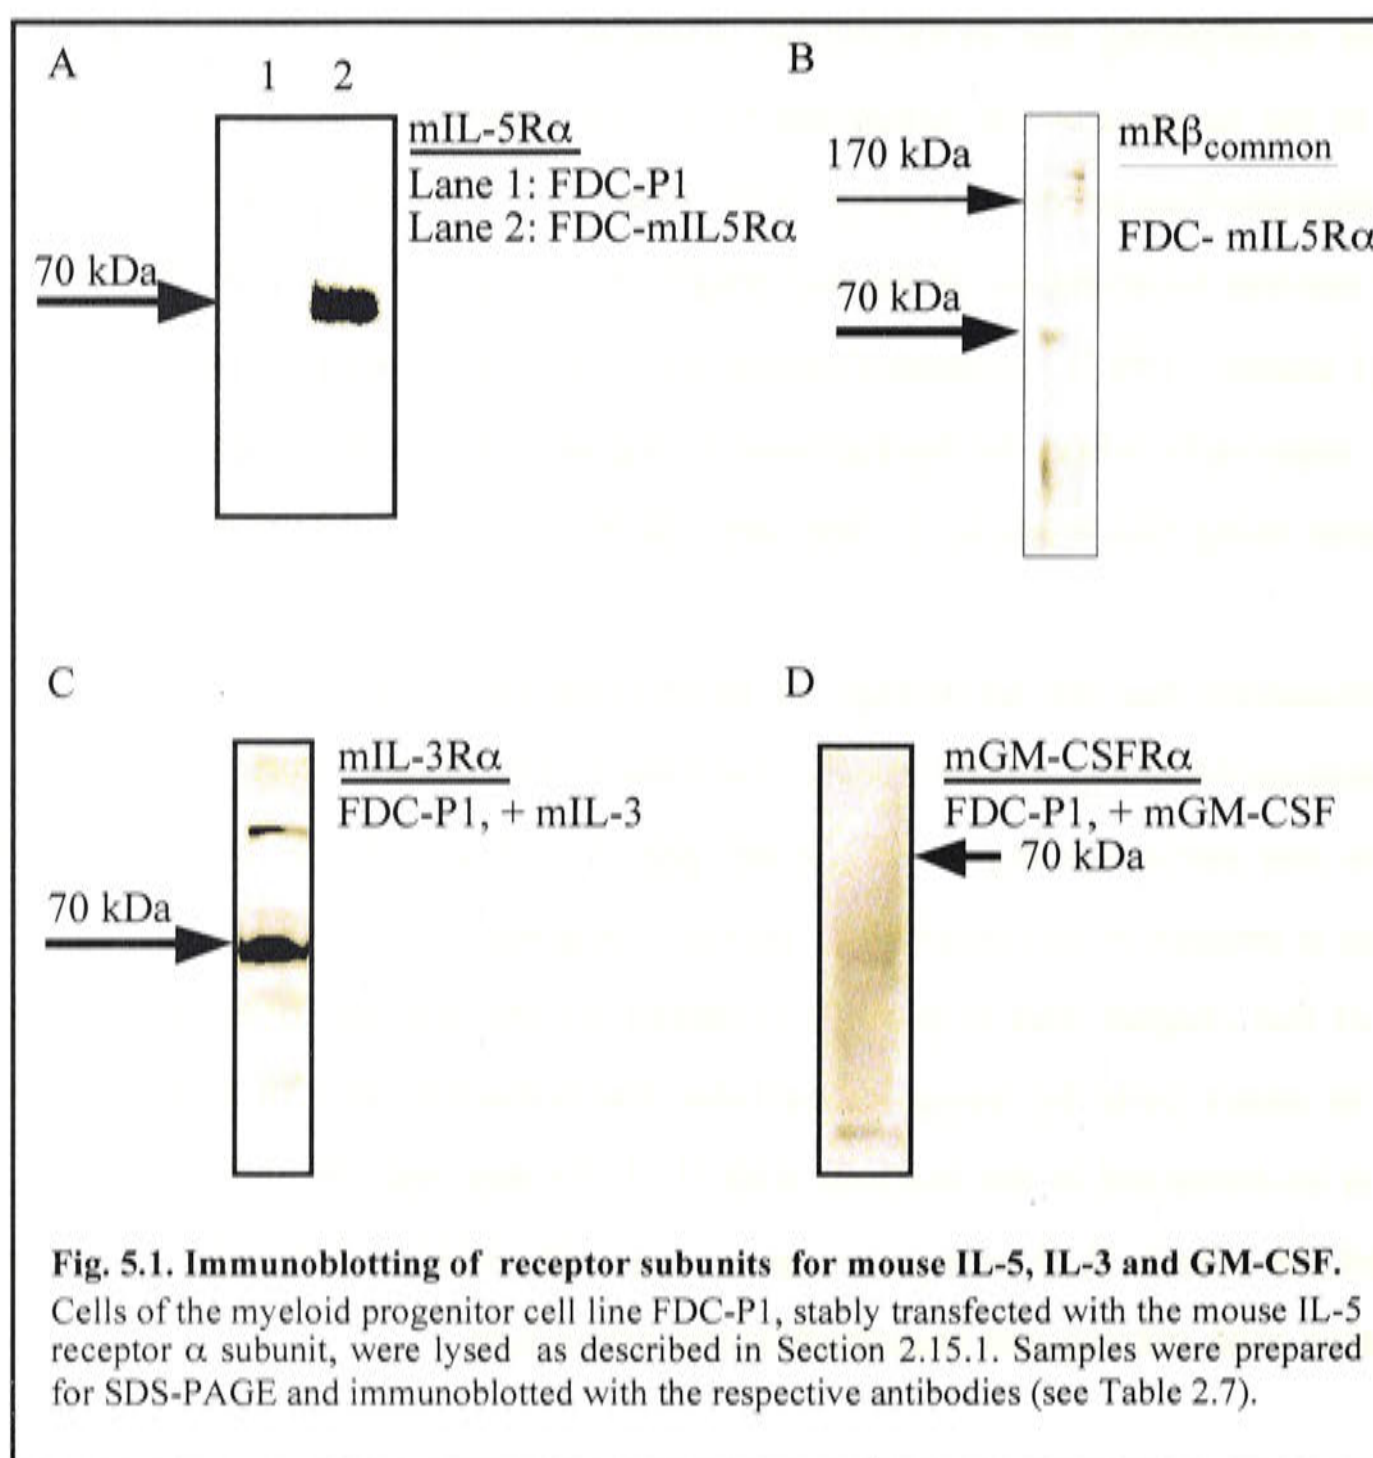 A
1 2
mIL-5Rα
Lane 1: FDC-P1
Lane 2: FDC-mIL5Rα
70 kDa
B
170 kDa
mRβcommon
FDC- mIL5Rα
70 kDa
C
mIL-3Rα
FDC-P1, + mIL-3
70 kDa
D
mGM-CSFRα
FDC-P1, + mGM-CSF
70 kDa
Fig. 5.1. Immunoblotting of receptor subunits for mouse IL-5, IL-3 and GM-CSF.
Cells of the myeloid progenitor cell line FDC-P1, stably transfected with the mouse IL-5
receptor α subunit, were lysed as described in Section 2.15.1. Samples were prepared
for SDS-PAGE and immunoblotted with the respective antibodies (see Table 2.7).